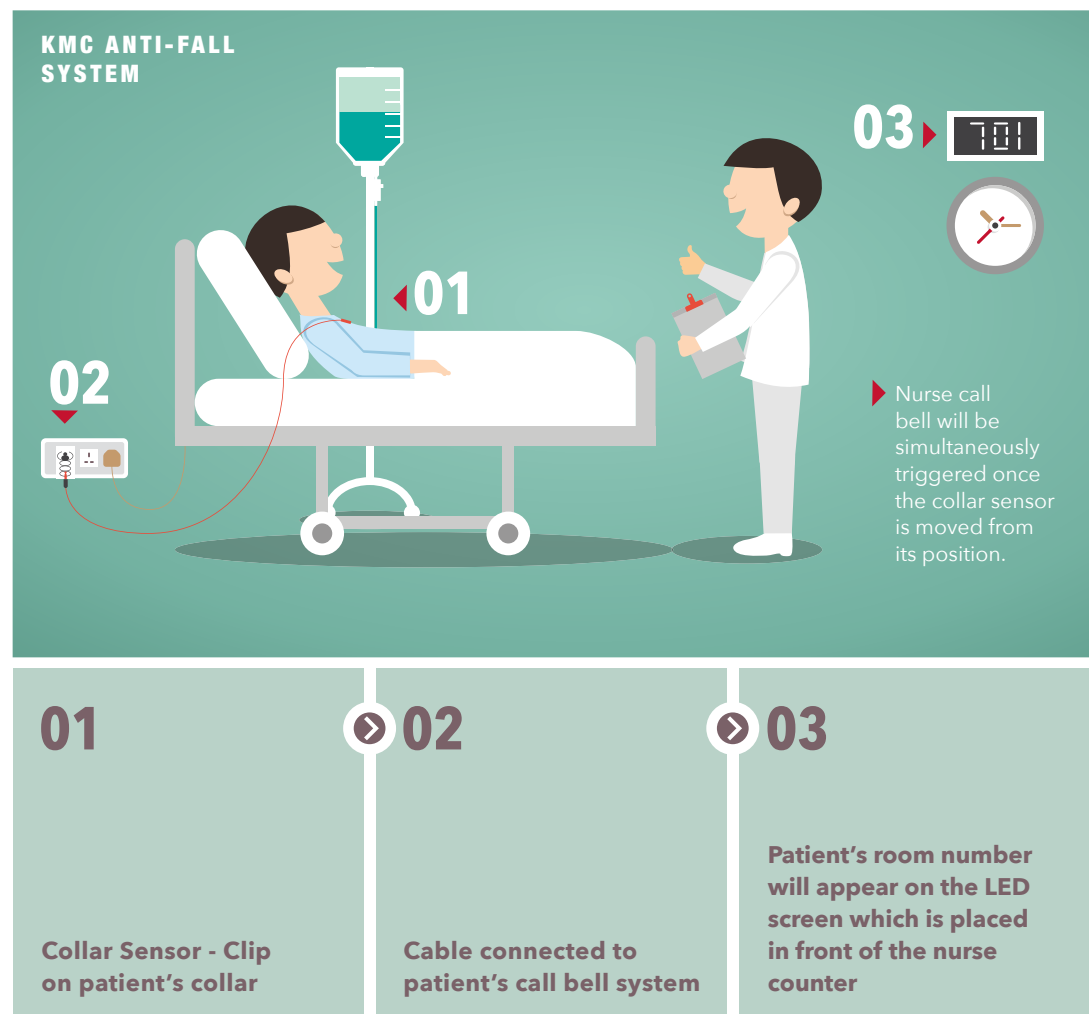 KMC ANTI-FALL
SYSTEM
03
701
01
02
Nurse call
bell will be
simultaneously
triggered once
the collar sensor
is moved from
its position.
01
Collar Sensor - Clip
on patient’s collar
02
Cable connected to
patient’s call bell system
03
Patient’s room number
will appear on the LED
screen which is placed
in front of the nurse
counter